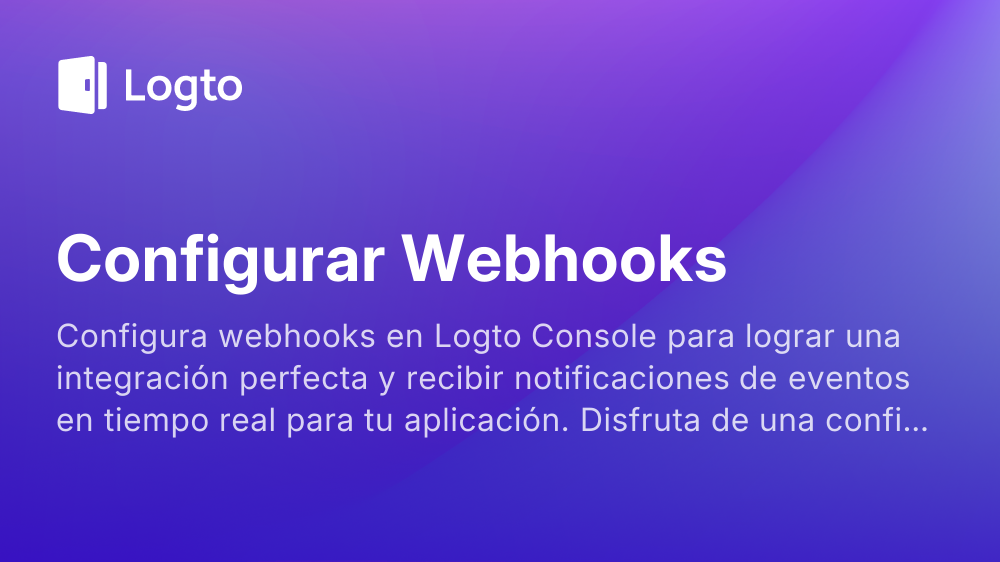 Logto
Configurar Webhooks
Configura webhooks en Logto Console para lograr una
integración perfecta y recibir notificaciones de eventos
en tiempo real para tu aplicación. Disfruta de una confi...